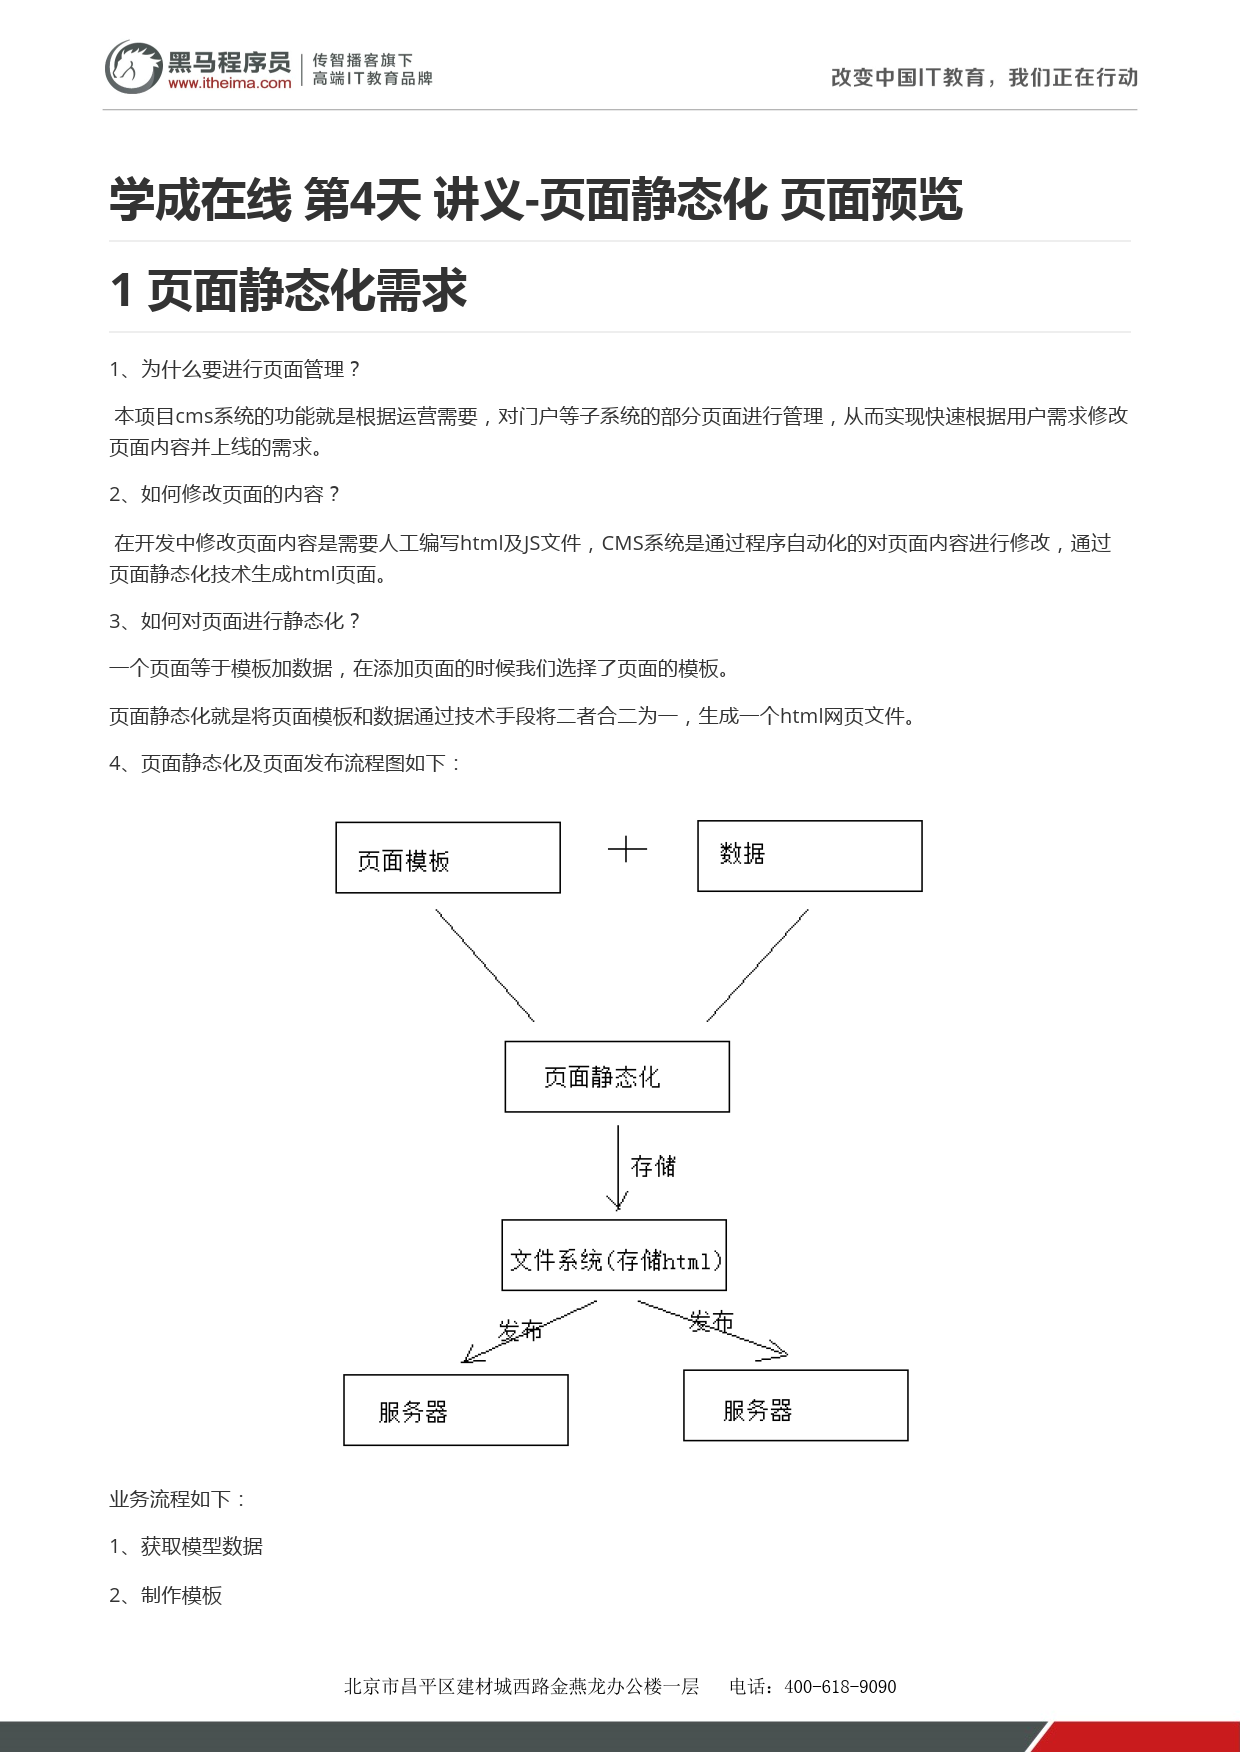 黑马程序员
www.itheima.com
传智播客旗下
高端IT教育品牌
改变中国IT教育，我们正在行动
学成在线 第4天 讲义-页面静态化 页面预览
1 页面静态化需求
1、为什么要进行页面管理？
本项目cms系统的功能就是根据运营需要，对门户等子系统的部分页面进行管理，从而实现快速根据用户需求修改
页面内容并上线的需求。
2、如何修改页面的内容？
在开发中修改页面内容是需要人工编写html及JS文件，CMS系统是通过程序自动化的对页面内容进行修改，通过
页面静态化技术生成html页面。
3、如何对页面进行静态化？
一个页面等于模板加数据，在添加页面的时候我们选择了页面的模板。
页面静态化就是将页面模板和数据通过技术手段将二者合二为一，生成一个html网页文件。
4、页面静态化及页面发布流程图如下：
页面模板
数据
页面静态化
存储
文件系统(存储html)
发布
发布
服务器
服务器
业务流程如下：
1、获取模型数据
2、制作模板
北京市昌平区建材城西路金燕龙办公楼一层 电话：400-618-9090